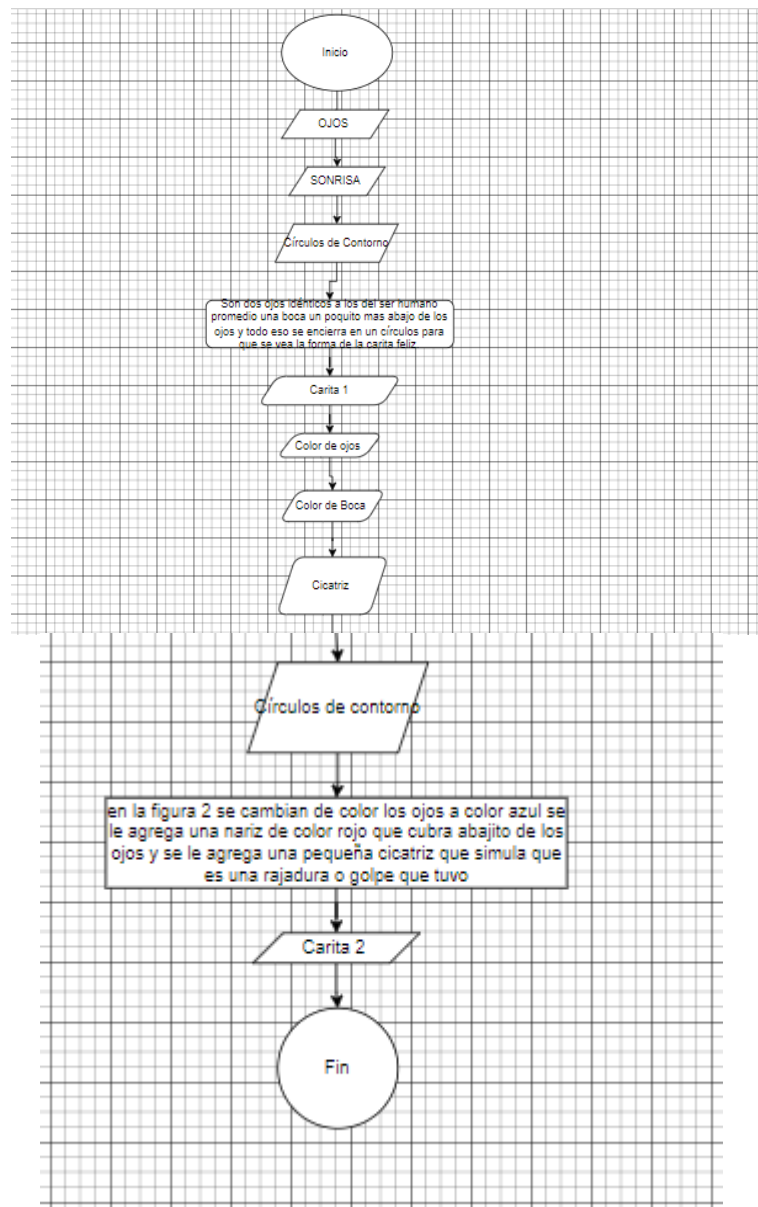 Inicio
OJOS
SONRISA
Círculos de Contorno
Son dos ojos idénticos a los del ser humano
promedio una boca un poquito mas abajo de los
ojos y todo eso se encierra en un círculos para
que se vea la forma de la carita feliz
Carita 1
Color de ojos
Color de Boca
Cicatriz
Círculos de contorno
en la figura 2 se cambian de color los ojos a color azul se
le agrega una nariz de color rojo que cubra abajito de los
ojos y se le agrega una pequeña cicatriz que simula que
es una rajadura o golpe que tuvo
Carita 2
Fin